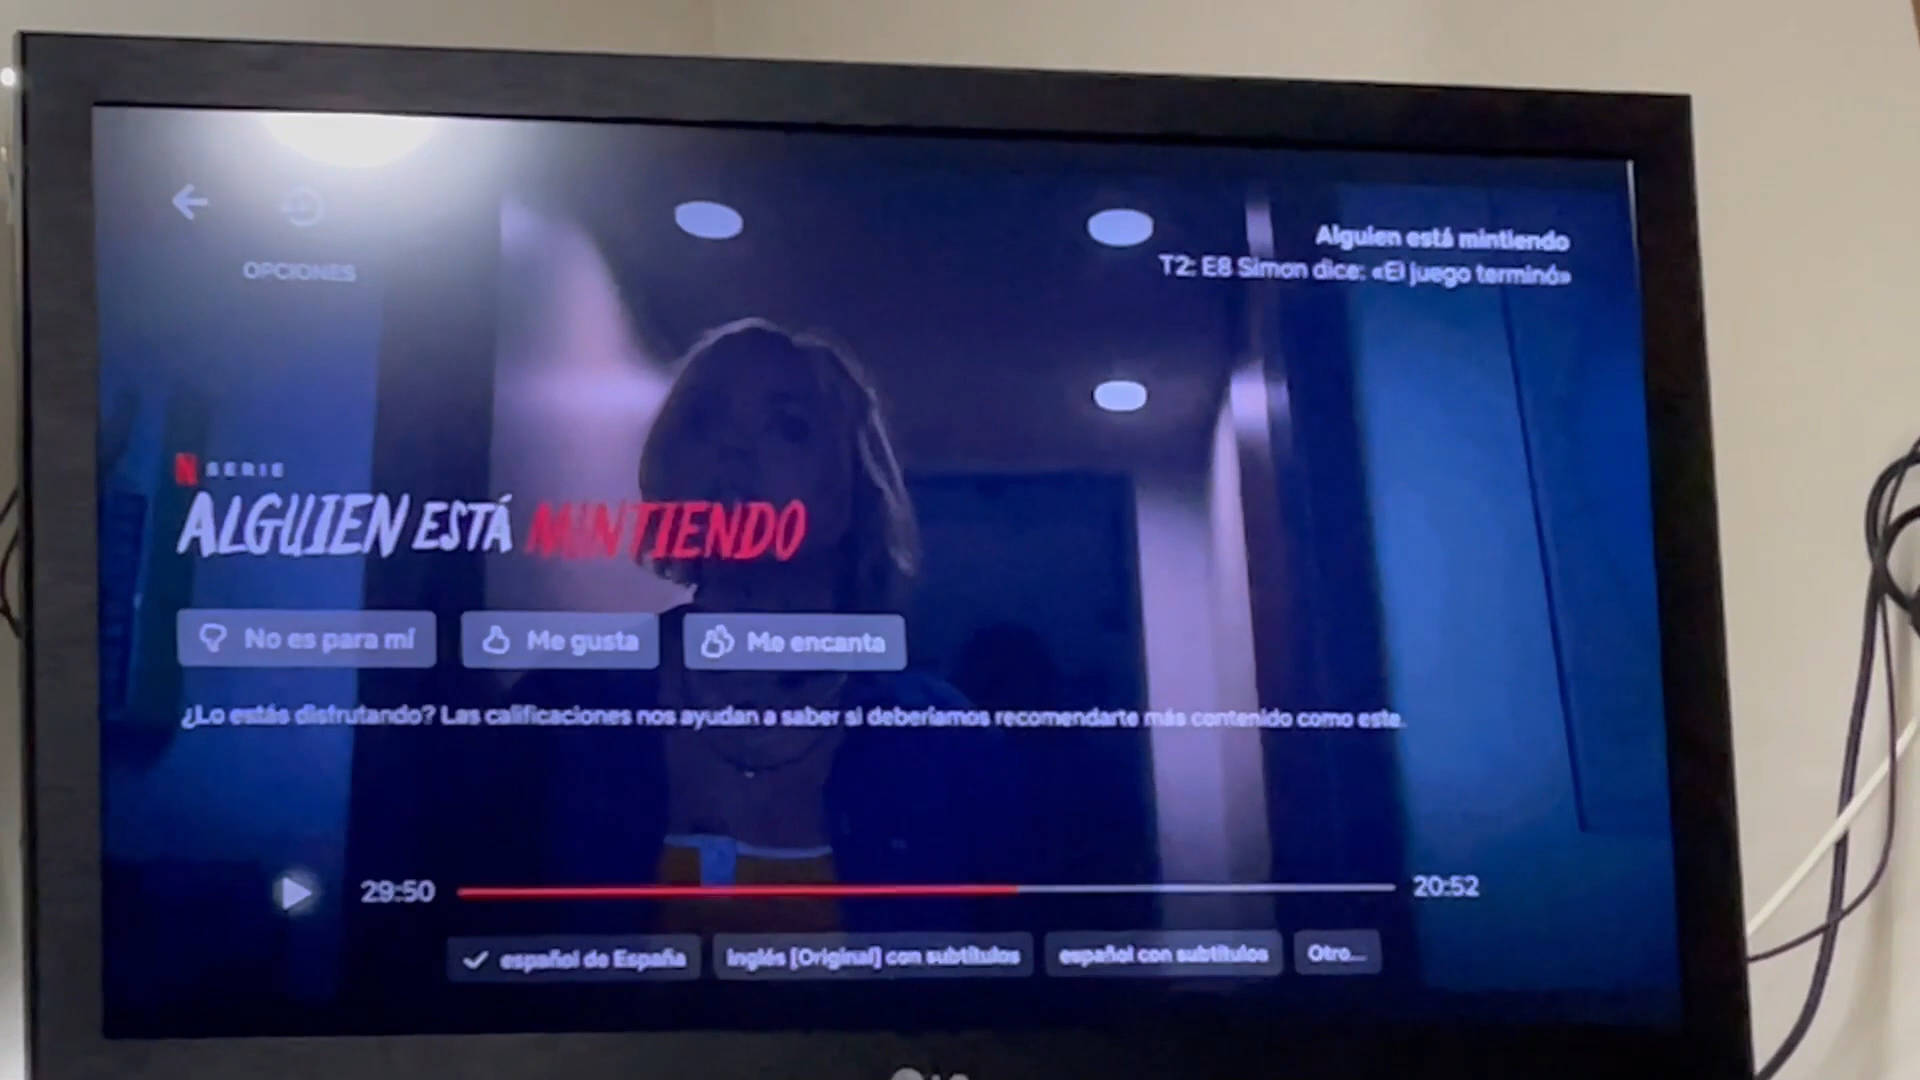 OPCIONES
Alguien está mintiendo
T2: E8 Simon dice: «El juego terminó»
N SERIE
ALGUIEN ESTÁ MINTIENDO
No es para mí
Me gusta
Me encanta
¿Lo estás disfrutando? Las calificaciones nos ayudan a saber si deberíamos recomendarte más contenido como este.
29:50
20:52
español de España
inglés [Original] con subtítulos
español con subtítulos
Otro...